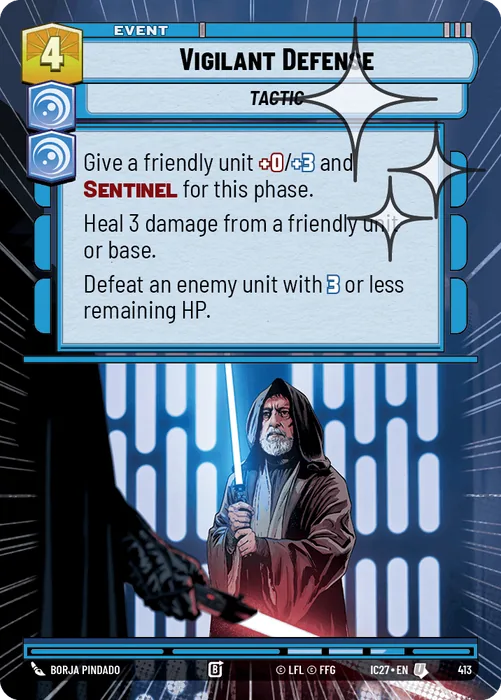 EVENT
4
VIGILANT DEFENSE
TACTIC
Give a friendly unit +0/+3 and
SENTINEL for this phase.
Heal 3 damage from a friendly unit
or base.
Defeat an enemy unit with 3 or less
remaining HP.
BORJA PINDADO
B
© LFL © FFG
IC27 • EN
413